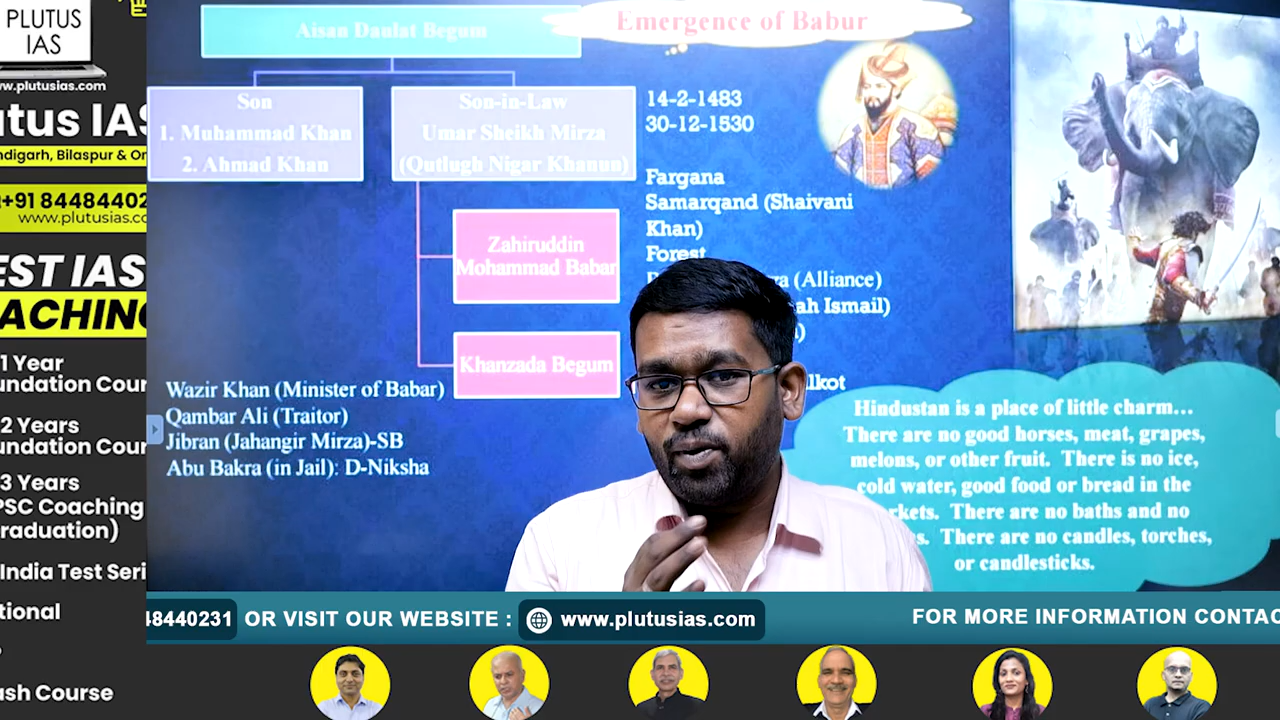 PLUTUS
IAS
w.plutusias.com
utus IAS
ndigarh, Bilaspur &
+91 84484402
www.plutusias.co
EST IAS
ACHING
1 Year
undation Cour
2 Years
undation Cour
3 Years
PSC Coaching
raduation)
India Test Seri
tional
ash Course
Aisan Daulat Begum
Son
1. Muhammad Khan
2. Ahmad Khan
Son-in-Law
Umar Sheikh Mirza
(Qutlugh Nigar Khanun)
Zahiruddin
Mohammad Babar
Khanzada Begum
Wazir Khan (Minister of Babar)
Qambar Ali (Traitor)
Jibran (Jahangir Mirza)-SB
Abu Bakra (in Jail): D-Niksha
Emergence of Babur
14-2-1483
30-12-1530
Fargana
Samarqand (Shaivani
Khan)
Forest
(Alliance)
ah Ismail)
lkot
Hindustan is a place of little charm...
There are no good horses, meat, grapes,
melons, or other fruit. There is no ice,
cold water, good food or bread in the
rkets. There are no baths and no
s. There are no candles, torches,
or candlesticks.
48440231 OR VISIT OUR WEBSITE : www.plutusias.com
FOR MORE INFORMATION CONTAC